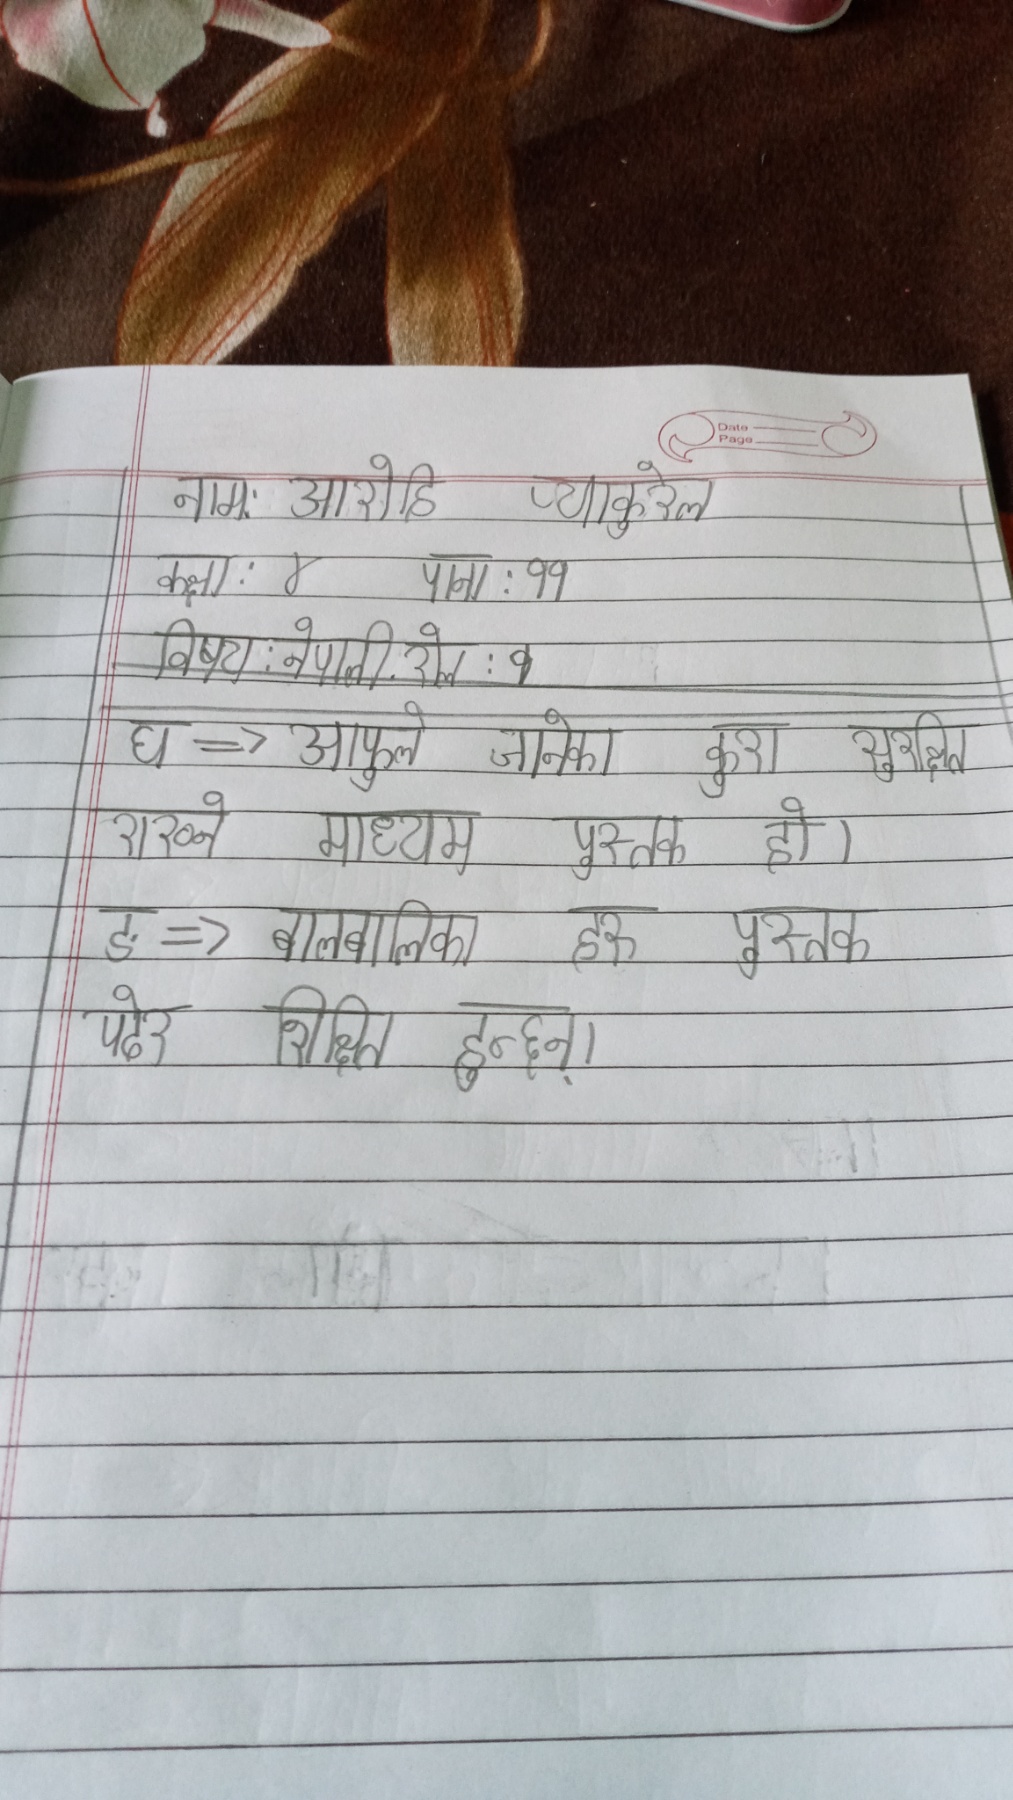 Date
Page
नाम: आरोहि प्याकुरेल
कक्षा: ४ पाना: ११
विषय: नेपाली. रोल: १
घ => आफुले जानेका कुरा सुरक्षित
राख्ने माध्यम पुस्तक हो।
ङ => बालबालिका हरु पुस्तक
पढेर शिक्षित हुन्छन्।